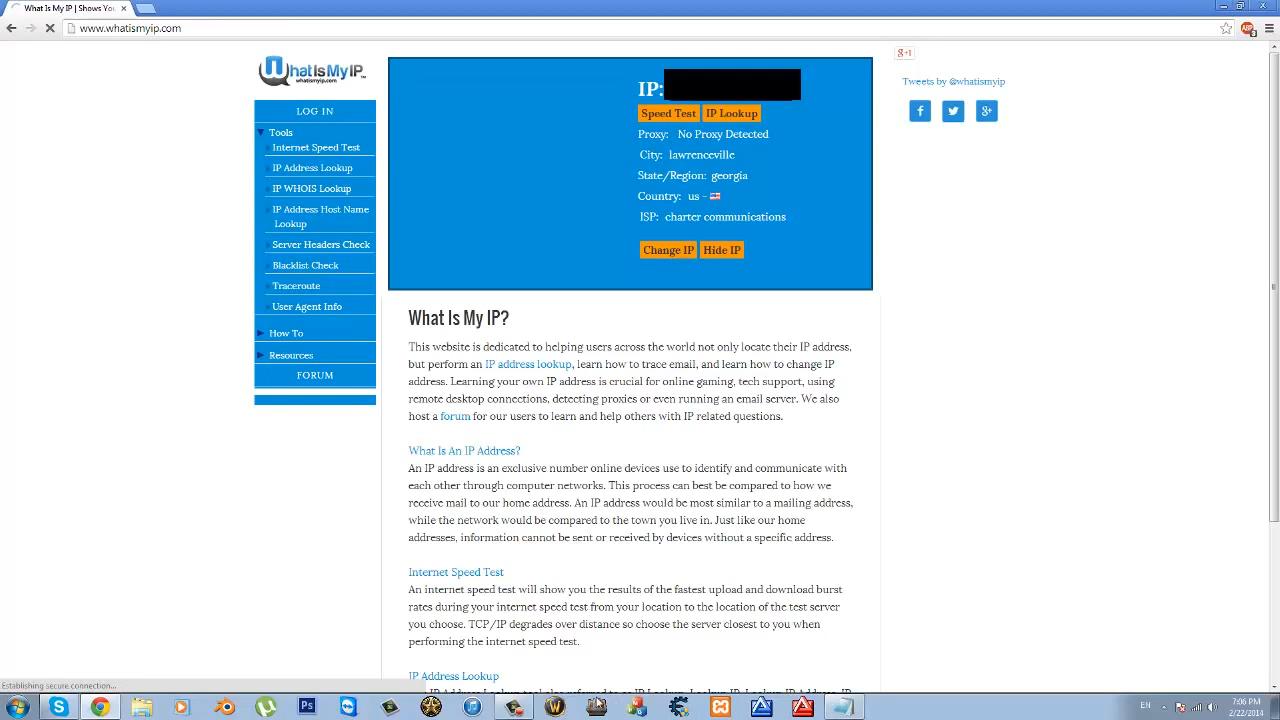 What Is My IP | Shows You
www.whatismyip.com
WhatIsMyIP
whatismyip.com
LOG IN
Tools
Internet Speed Test
IP Address Lookup
IP WHOIS Lookup
IP Address Host Name
Lookup
Server Headers Check
Blacklist Check
Traceroute
User Agent Info
How To
Resources
FORUM
IP:
Speed Test IP Lookup
Proxy: No Proxy Detected
City: lawrenceville
State/Region: georgia
Country: us -
ISP: charter communications
Change IP Hide IP
g+1
Tweets by @whatismyip
What Is My IP?
This website is dedicated to helping users across the world not only locate their IP address,
but perform an IP address lookup, learn how to trace email, and learn how to change IP
address. Learning your own IP address is crucial for online gaming, tech support, using
remote desktop connections, detecting proxies or even running an email server. We also
host a forum for our users to learn and help others with IP related questions.
What Is An IP Address?
An IP address is an exclusive number online devices use to identify and communicate with
each other through computer networks. This process can best be compared to how we
receive mail to our home address. An IP address would be most similar to a mailing address,
while the network would be compared to the town you live in. Just like our home
addresses, information cannot be sent or received by devices without a specific address.
Internet Speed Test
An internet speed test will show you the results of the fastest upload and download burst
rates during your internet speed test from your location to the location of the test server
you choose. TCP/IP degrades over distance so choose the server closest to you when
performing the internet speed test.
IP Address Lookup
Establishing secure connection...
EN
7:06 PM
2/22/2014